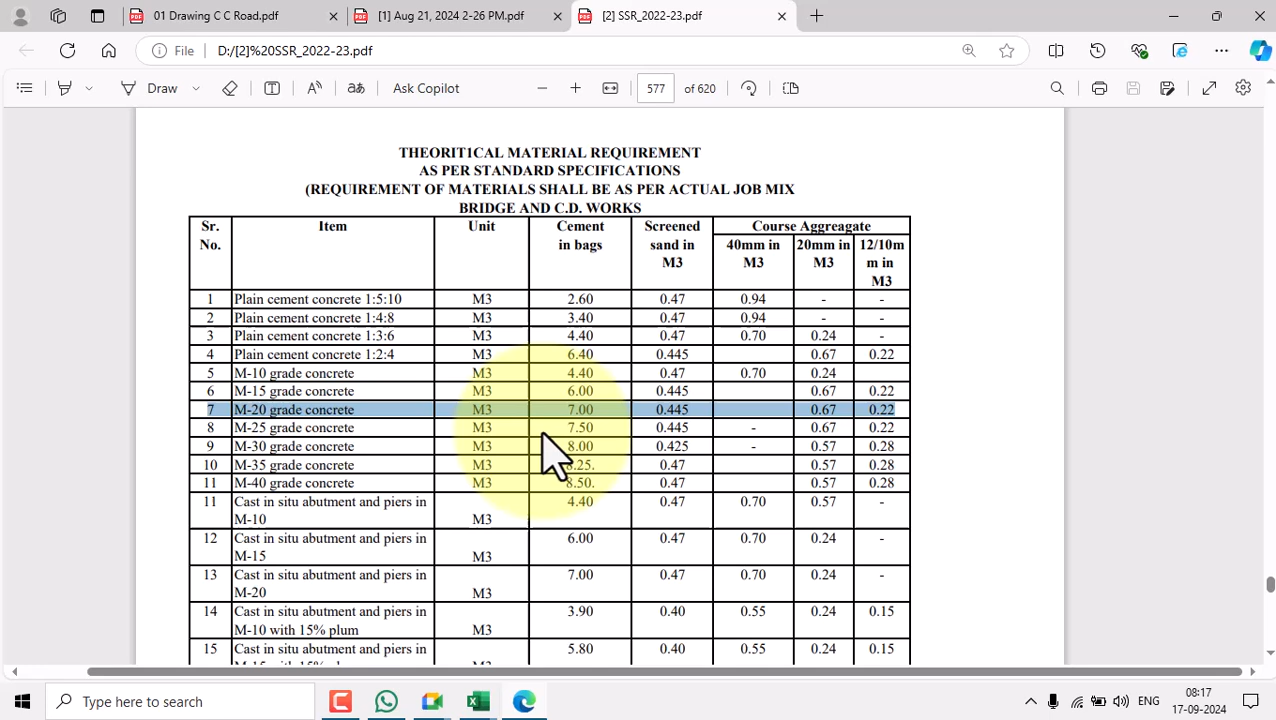 01 Drawing C C Road.pdf
[1] Aug 21, 2024 2-26 PM.pdf
[2] SSR_2022-23.pdf
File D:/[2]%20SSR_2022-23.pdf
Draw
Ask Copilot
577 of 620
THEORIT1CAL MATERIAL REQUIREMENT
AS PER STANDARD SPECIFICATIONS
(REQUIREMENT OF MATERIALS SHALL BE AS PER ACTUAL JOB MIX
BRIDGE AND C.D. WORKS
Sr. No. Item Unit Cement in bags Screened sand in M3 Course Aggreagate
40mm in M3 20mm in M3 12/10m m in M3
1 Plain cement concrete 1:5:10 M3 2.60 0.47 0.94 - -
2 Plain cement concrete 1:4:8 M3 3.40 0.47 0.94 - -
3 Plain cement concrete 1:3:6 M3 4.40 0.47 0.70 0.24 -
4 Plain cement concrete 1:2:4 M3 6.40 0.445 0.67 0.22
5 M-10 grade concrete M3 4.40 0.47 0.70 0.24
6 M-15 grade concrete M3 6.00 0.445 0.67 0.22
7 M-20 grade concrete M3 7.00 0.445 0.67 0.22
8 M-25 grade concrete M3 7.50 0.445 - 0.67 0.22
9 M-30 grade concrete M3 8.00 0.425 - 0.57 0.28
10 M-35 grade concrete M3 8.25. 0.47 0.57 0.28
11 M-40 grade concrete M3 8.50. 0.47 0.57 0.28
11 Cast in situ abutment and piers in 4.40 0.47 0.70 0.57 -
M-10 M3
12 Cast in situ abutment and piers in 6.00 0.47 0.70 0.24 -
M-15 M3
13 Cast in situ abutment and piers in 7.00 0.47 0.70 0.24 -
M-20 M3
14 Cast in situ abutment and piers in 3.90 0.40 0.55 0.24 0.15
M-10 with 15% plum M3
15 Cast in situ abutment and piers in 5.80 0.40 0.55 0.24 0.15
Type here to search
ENG
08:17
17-09-2024